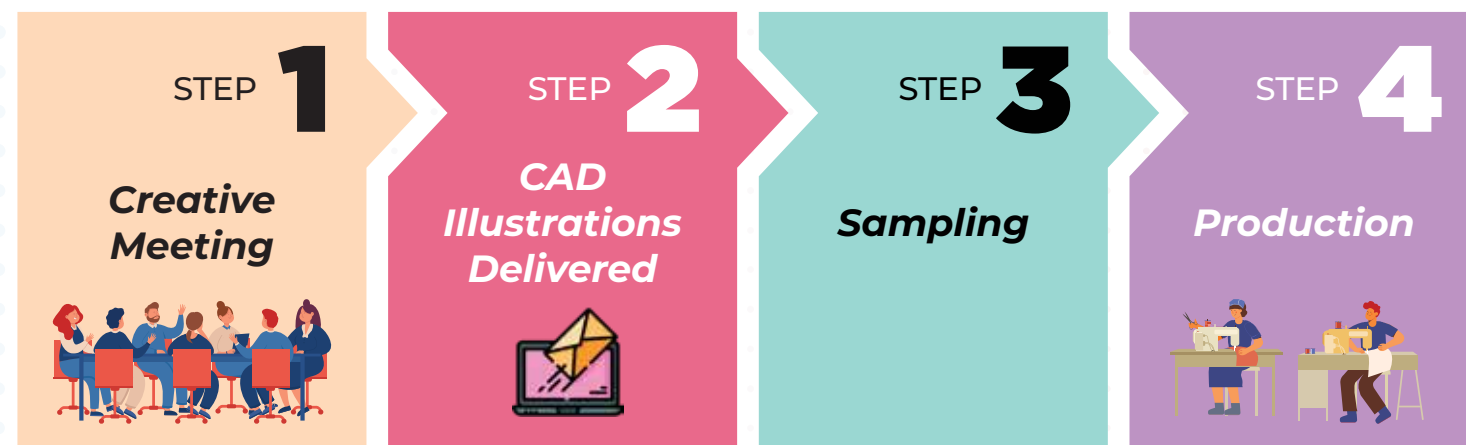 STEP 1
Creative
Meeting
STEP 2
CAD
Illustrations
Delivered
STEP 3
Sampling
STEP 4
Production